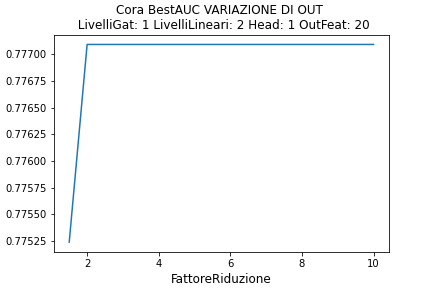 Cora BestAUC VARIAZIONE DI OUT
LivelliGat: 1 LivelliLineari: 2 Head: 1 OutFeat: 20
0.77700
0.77675
0.77650
0.77625
0.77600
0.77575
0.77550
0.77525
2 4 6 8 10
FattoreRiduzione